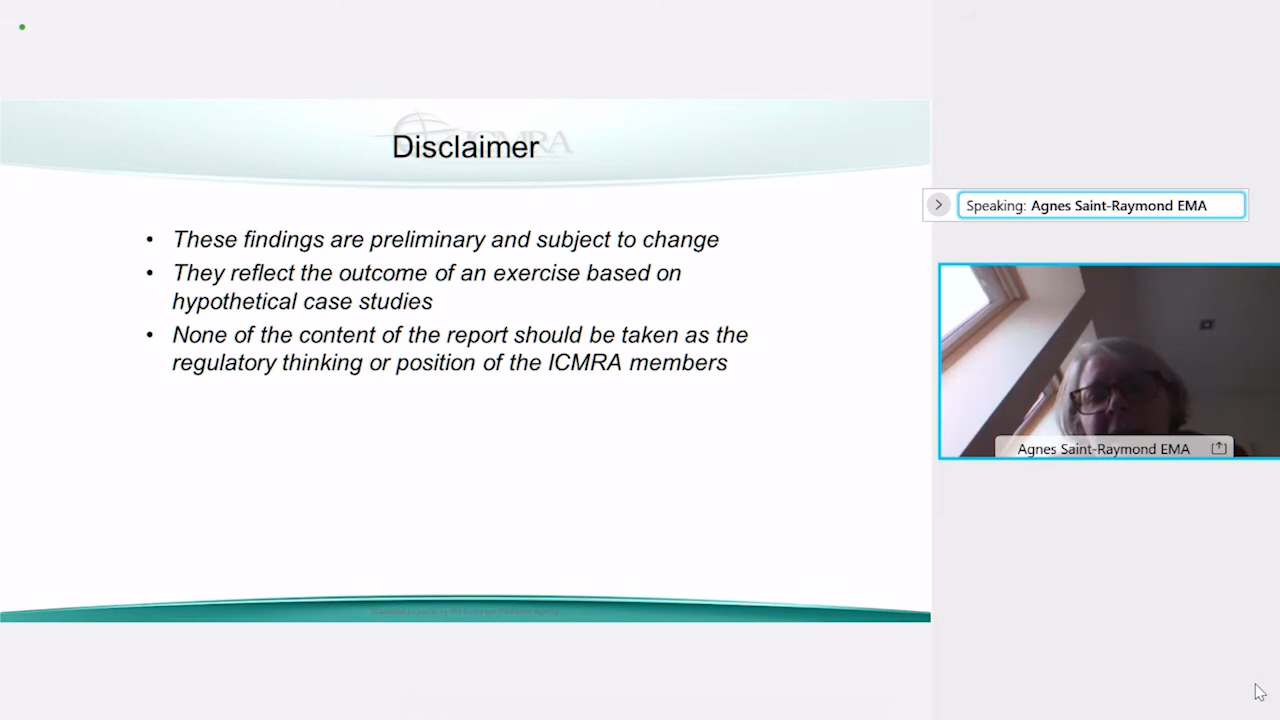 ICMRA
Disclaimer
• These findings are preliminary and subject to change
• They reflect the outcome of an exercise based on
hypothetical case studies
• None of the content of the report should be taken as the
regulatory thinking or position of the ICMRA members
Speaking: Agnes Saint-Raymond EMA
Agnes Saint-Raymond EMA